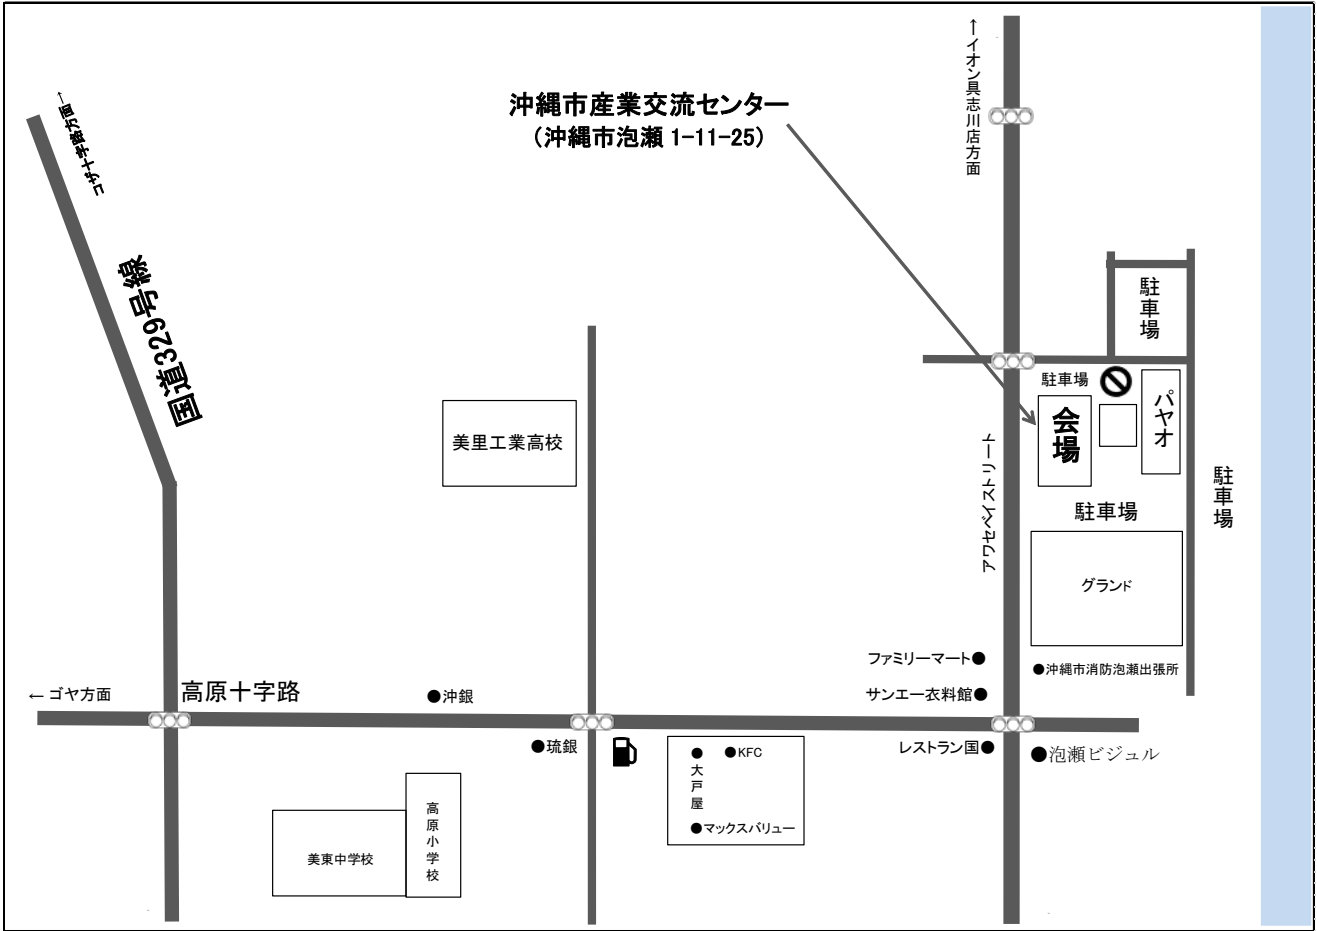 →イオン具志川店方面
コザ十字路方面→
沖縄市産業交流センター
（沖縄市泡瀬 1-11-25）
国道329号線
駐車場
駐車場
会場
パヤオ
美里工業高校
アワセベイストリート
駐車場
駐車場
グランド
ファミリーマート●
●沖縄市消防泡瀬出張所
← ゴヤ方面
高原十字路
●沖銀
サンエー衣料館●
●琉銀
レストラン国●
●泡瀬ビジュル
●大戸屋
●KFC
●マックスバリュー
高原小学校
美東中学校